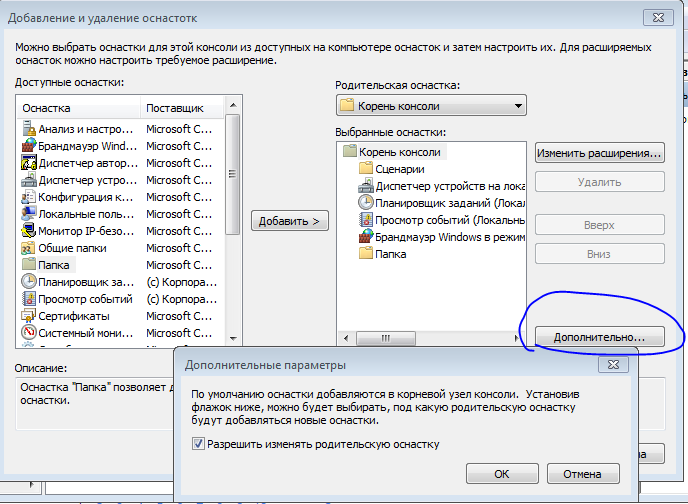 Добавление и удаление оснастотк
Можно выбрать оснастки для этой консоли из доступных на компьютере оснасток и затем настроить их. Для расширяемых
оснасток можно настроить требуемое расширение.
Доступные оснастки:
Оснастка Поставщик
Анализ и настро... Microsoft C...
Брандмауэр Wind... Microsoft C...
Диспетчер автор... Microsoft C...
Диспетчер устро... Microsoft C...
Конфигурация к... Microsoft C...
Локальные поль... Microsoft C...
Монитор IP-безо... Microsoft C...
Общие папки Microsoft C...
Папка Microsoft C...
Планировщик за... (с) Корпора...
Просмотр событий (с) Корпора...
Сертификаты Microsoft C...
Системный мони... Microsoft C...
Добавить >
Родительская оснастка:
Корень консоли
Выбранные оснастки:
Корень консоли
Сценарии
Диспетчер устройств на лока
Планировщик заданий (Локал
Просмотр событий (Локальнь
Брандмауэр Windows в режим
Папка
Изменить расширения...
Удалить
Вверх
Вниз
Дополнительно...
Описание:
Оснастка "Папка" позволяет д
оснастки.
Дополнительные параметры
По умолчанию оснастки добавляются в корневой узел консоли. Установив
флажок ниже, можно будет выбирать, под какую родительскую оснастку
будут добавляться новые оснастки.
Разрешить изменять родительскую оснастку
ОК
Отмена